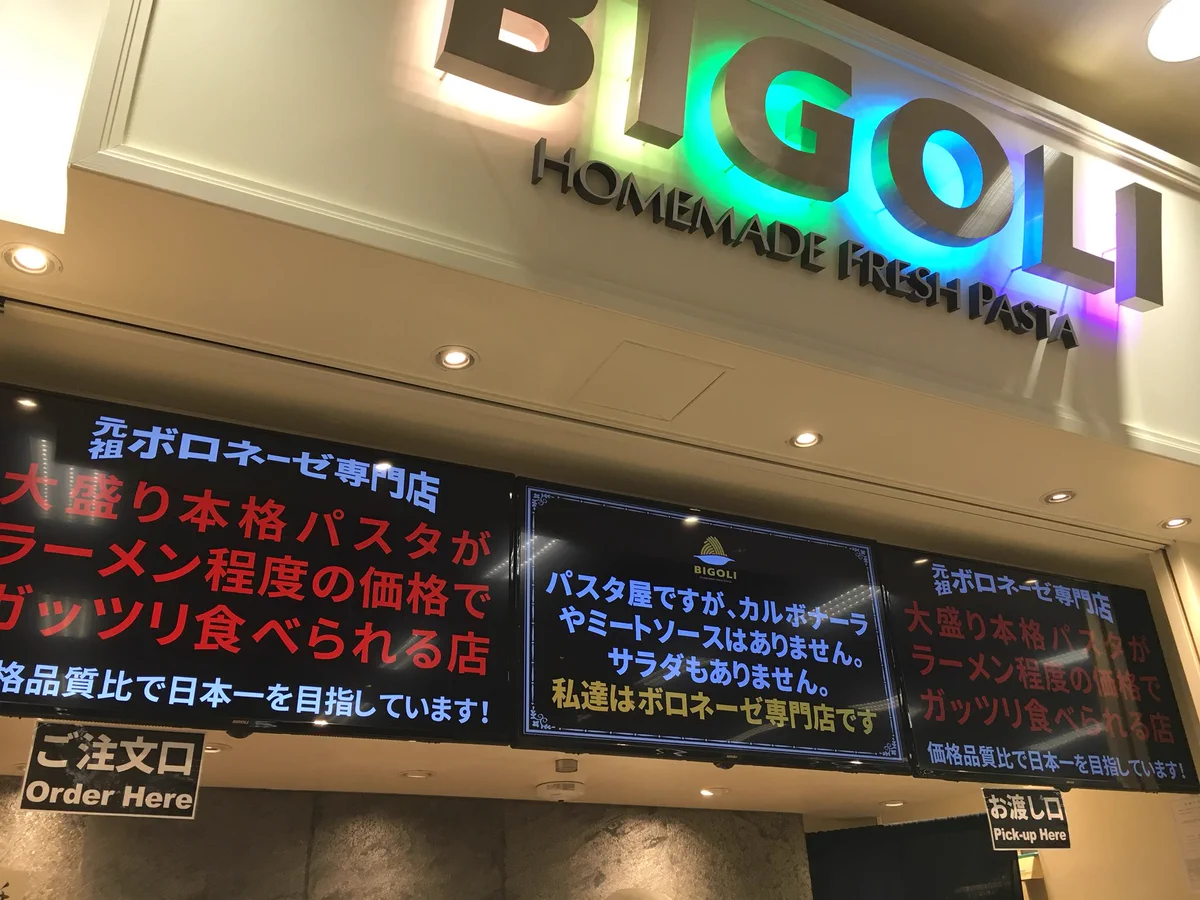 BIGOLI
HOMEMADE FRESH PASTA
元祖ボロネーゼ専門店
大盛り本格パスタが
ラーメン程度の価格で
ガッツリ食べられる店
格品質比で日本一を目指しています!
BIGOLI
パスタ屋ですが、カルボナーラ
やミートソースはありません。
サラダもありません。
私達はボロネーゼ専門店です
元祖ボロネーゼ専門店
大盛り本格パスタが
ラーメン程度の価格で
ガッツリ食べられる店
価格品質比で日本一を目指しています!
ご注文口
Order Here
お渡し口
Pick-up Here